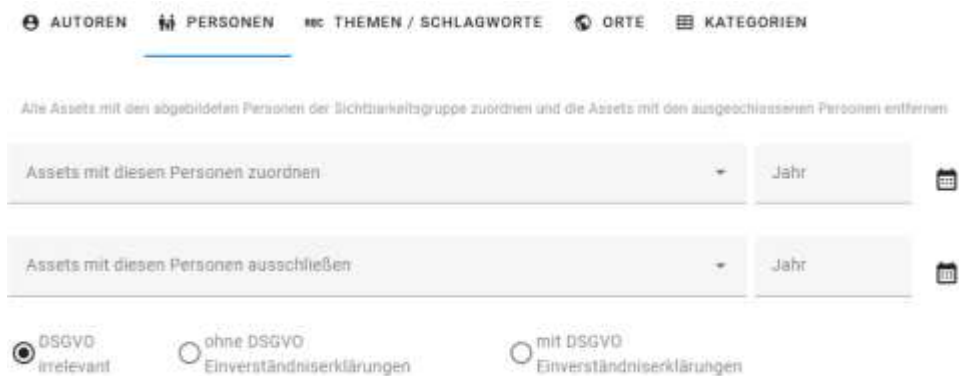 AUTOREN PERSONEN REC THEMEN / SCHLAGWORTE ORTE KATEGORIEN
Alle Assets mit den abgebildeten Personen der Sichtbarkeitsgruppe zuordnen und die Assets mit den ausgeschlossenen Personen entfernen
Assets mit diesen Personen zuordnen Jahr
Assets mit diesen Personen ausschließen Jahr
DSGVO ohne DSGVO mit DSGVO
irrelevant Einverständniserklärungen Einverständniserklärungen